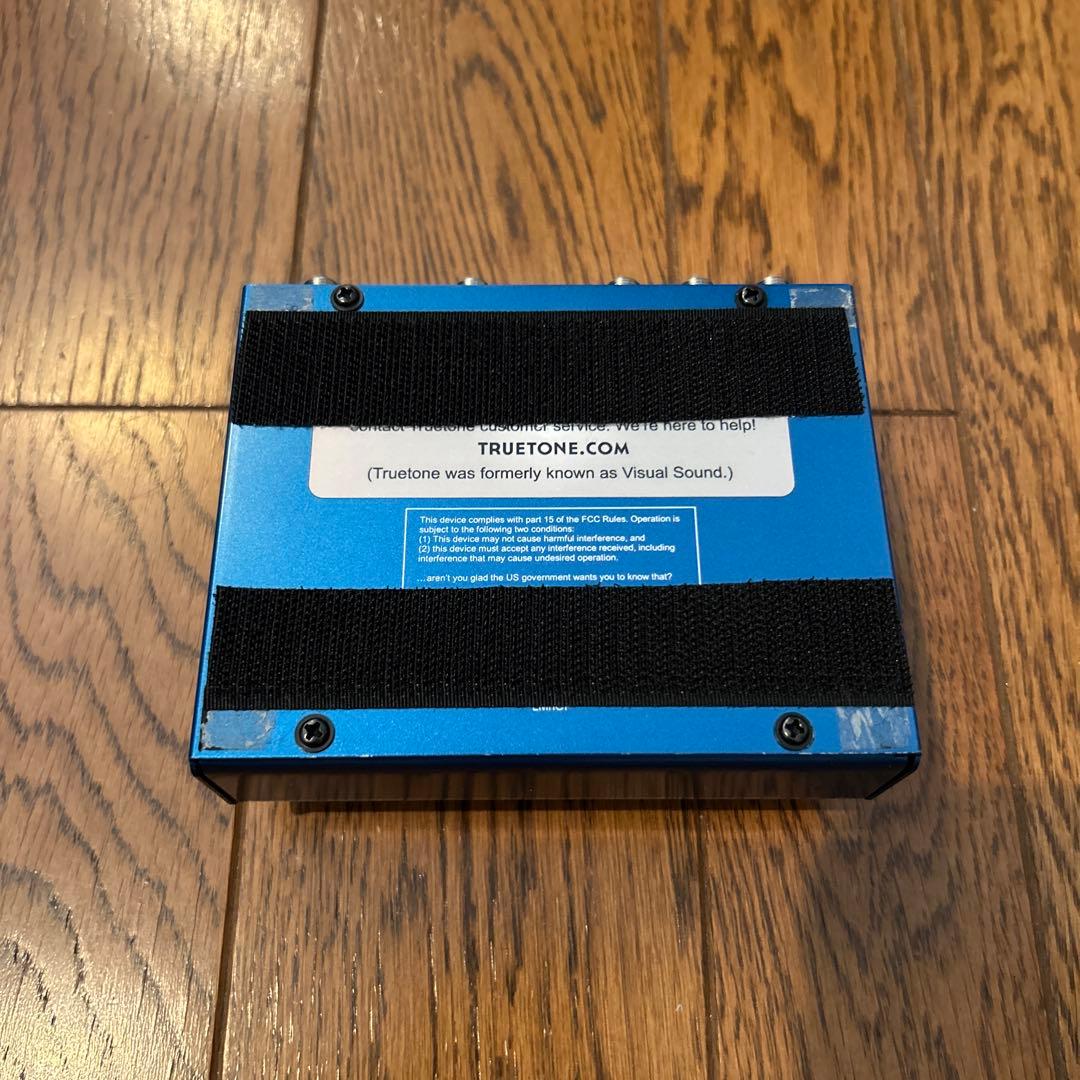 contact Truetone customer service. We're here to help!
TRUETONE.COM
(Truetone was formerly known as Visual Sound.)
This device complies with part 15 of the FCC Rules. Operation is
subject to the following two conditions:
(1) This device may not cause harmful interference, and
(2) this device must accept any interference received, including
interference that may cause undesired operation.
...aren't you glad the US government wants you to know that?